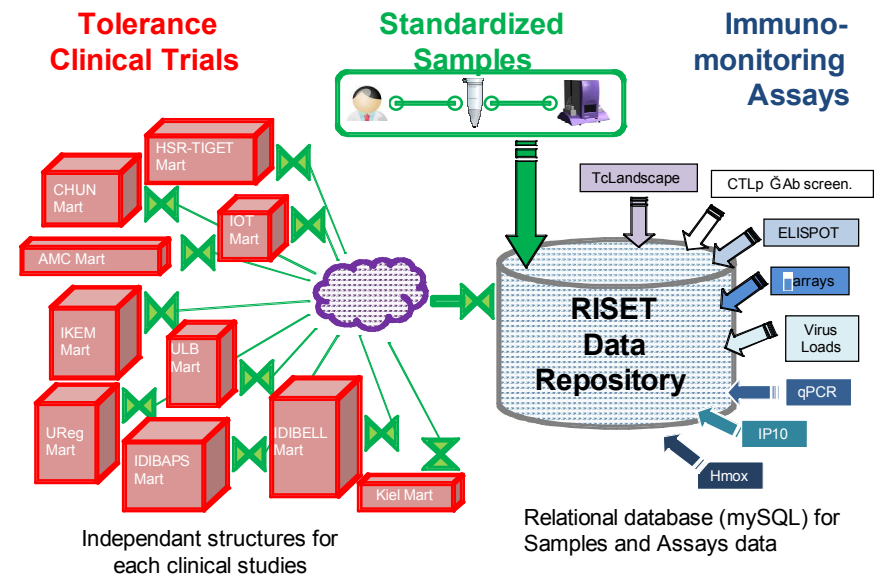 Tolerance
Clinical Trials
Standardized
Samples
Immuno-
monitoring
Assays
HSR-TIGET
Mart
CHUN
Mart
IOT
Mart
AMC Mart
IKEM
Mart
ULB
Mart
UReg
Mart
IDIBAPS
Mart
IDIBELL
Mart
Kiel Mart
TcLandscape
CTLp ĞAb screen.
ELISPOT
arrays
Virus
Loads
qPCR
IP10
Hmox
RISET
Data
Repository
Independant structures for
each clinical studies
Relational database (mySQL) for
Samples and Assays data